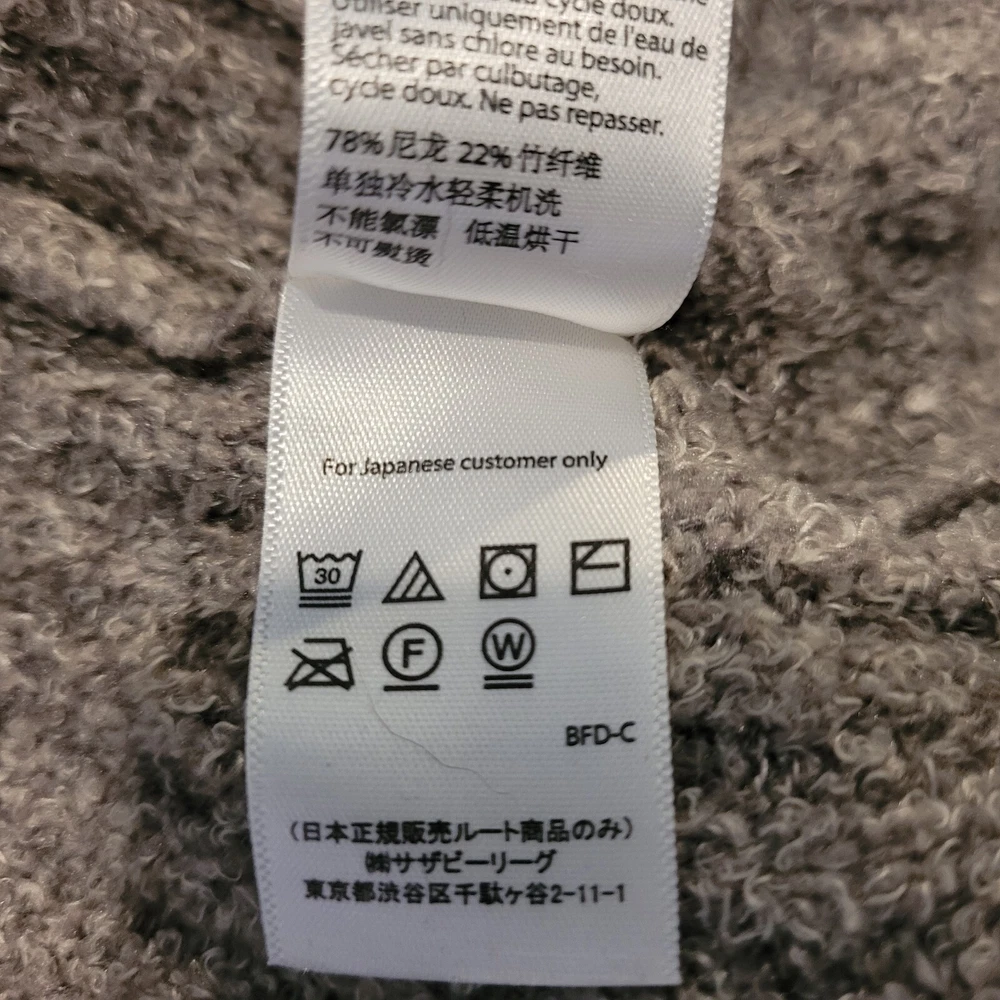 cycle doux.
Utiliser uniquement de l'eau de
javel sans chlore au besoin.
Sécher par culbutage,
cycle doux. Ne pas repasser.
78%尼龙 22%竹纤维
单独冷水轻柔机洗
不能氯漂 低温烘干
不可熨烫
For Japanese customer only
30
F W
BFD-C
(日本正規販売ルート商品のみ)
㈱サザビーリーグ
東京都渋谷区千駄ヶ谷2-11-1